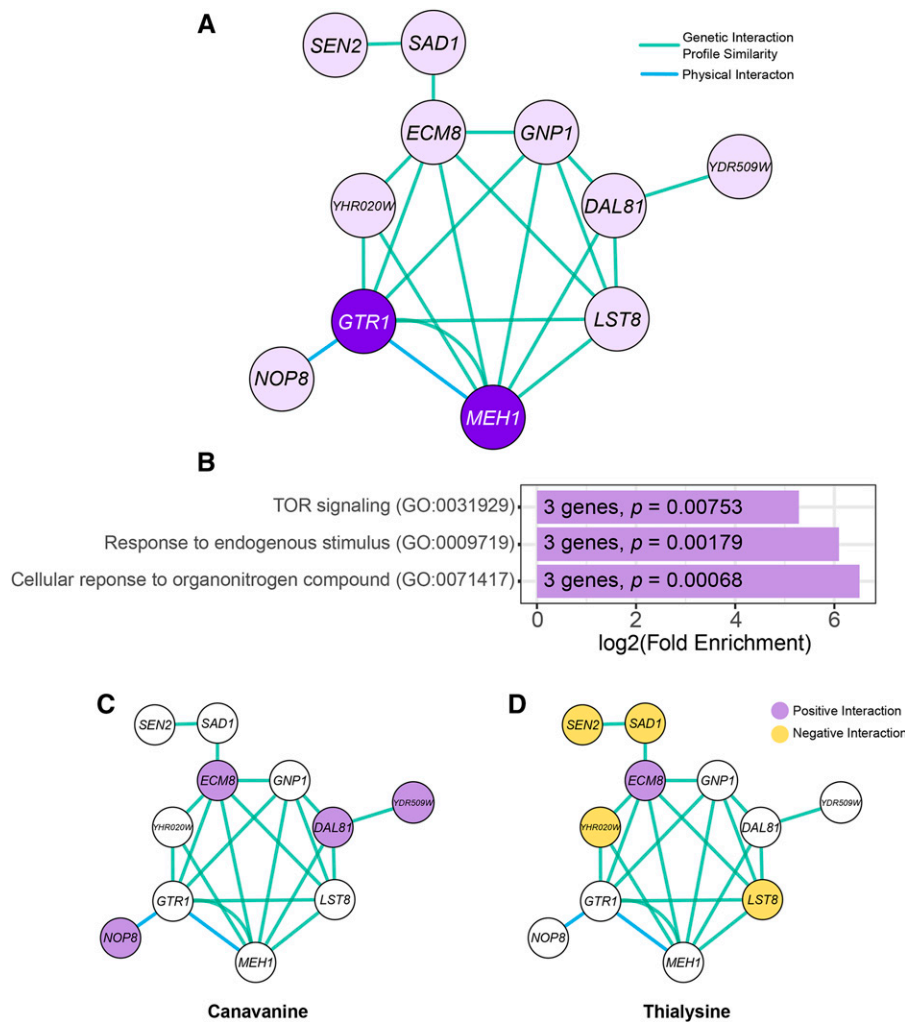 A
SEN2
SAD1
Genetic Interaction
Profile Similarity
Physical Interacton
ECM8
GNP1
YDR509W
YHR020W
DAL81
GTR1
LST8
NOP8
MEH1
B
TOR signaling (GO:0031929)
3 genes, p = 0.00753
Response to endogenous stimulus (GO:0009719)
3 genes, p = 0.00179
Cellular reponse to organonitrogen compound (GO:0071417)
3 genes, p = 0.00068
0 2 4 6
log2(Fold Enrichment)
C
SEN2
SAD1
ECM8
GNP1
YDR509W
YHR020W
DAL81
GTR1
LST8
NOP8
MEH1
Canavanine
D
Positive Interaction
Negative Interaction
SEN2
SAD1
ECM8
GNP1
YDR509W
YHR020W
DAL81
GTR1
LST8
NOP8
MEH1
Thialysine